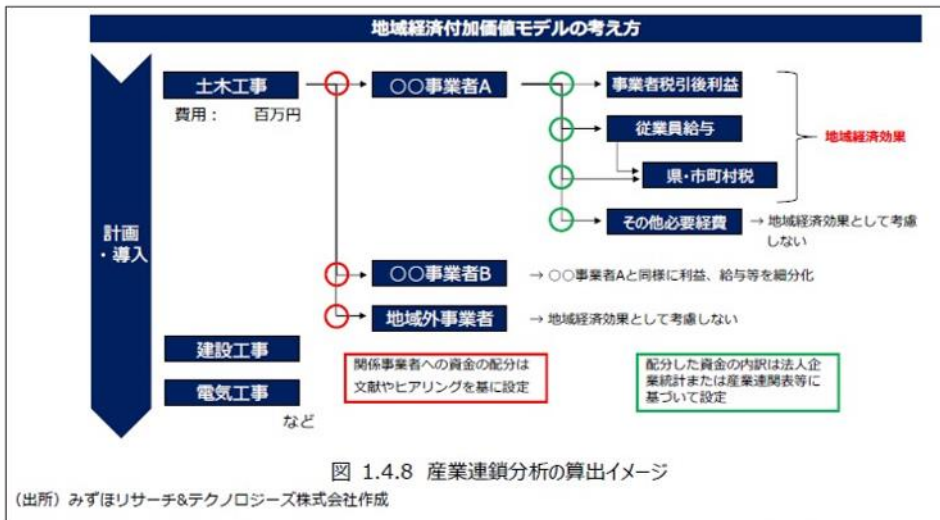 地域経済付加価値モデルの考え方
土木工事
費用：　　百万円
○○事業者A
事業者税引後利益
従業員給与
県・市町村税
地域経済効果
その他必要経費
→ 地域経済効果として考慮
しない
計画
・導入
○○事業者B
→ ○○事業者Aと同様に利益、給与等を細分化
地域外事業者
→ 地域経済効果として考慮しない
建設工事
電気工事
など
関係事業者への資金の配分は
文献やヒアリングを基に設定
配分した資金の内訳は法人企
業統計または産業連関表等に
基づいて設定
図 1.4.8 産業連鎖分析の算出イメージ
（出所）みずほリサーチ&テクノロジーズ株式会社作成